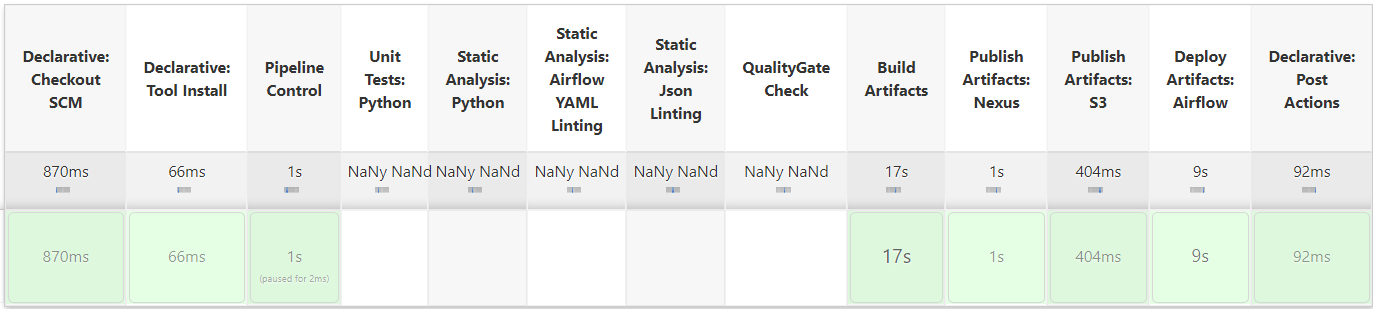 Declarative: Checkout SCM
Declarative: Tool Install
Pipeline Control
Unit Tests: Python
Static Analysis: Python
Static Analysis: Airflow YAML Linting
Static Analysis: Json Linting
QualityGate Check
Build Artifacts
Publish Artifacts: Nexus
Publish Artifacts: S3
Deploy Artifacts: Airflow
Declarative: Post Actions
870ms 66ms 1s NaNy NaNd NaNy NaNd NaNy NaNd NaNy NaNd NaNy NaNd 17s 1s 404ms 9s 92ms
870ms 66ms 1s 17s 1s 404ms 9s 92ms
(paused for 2ms)